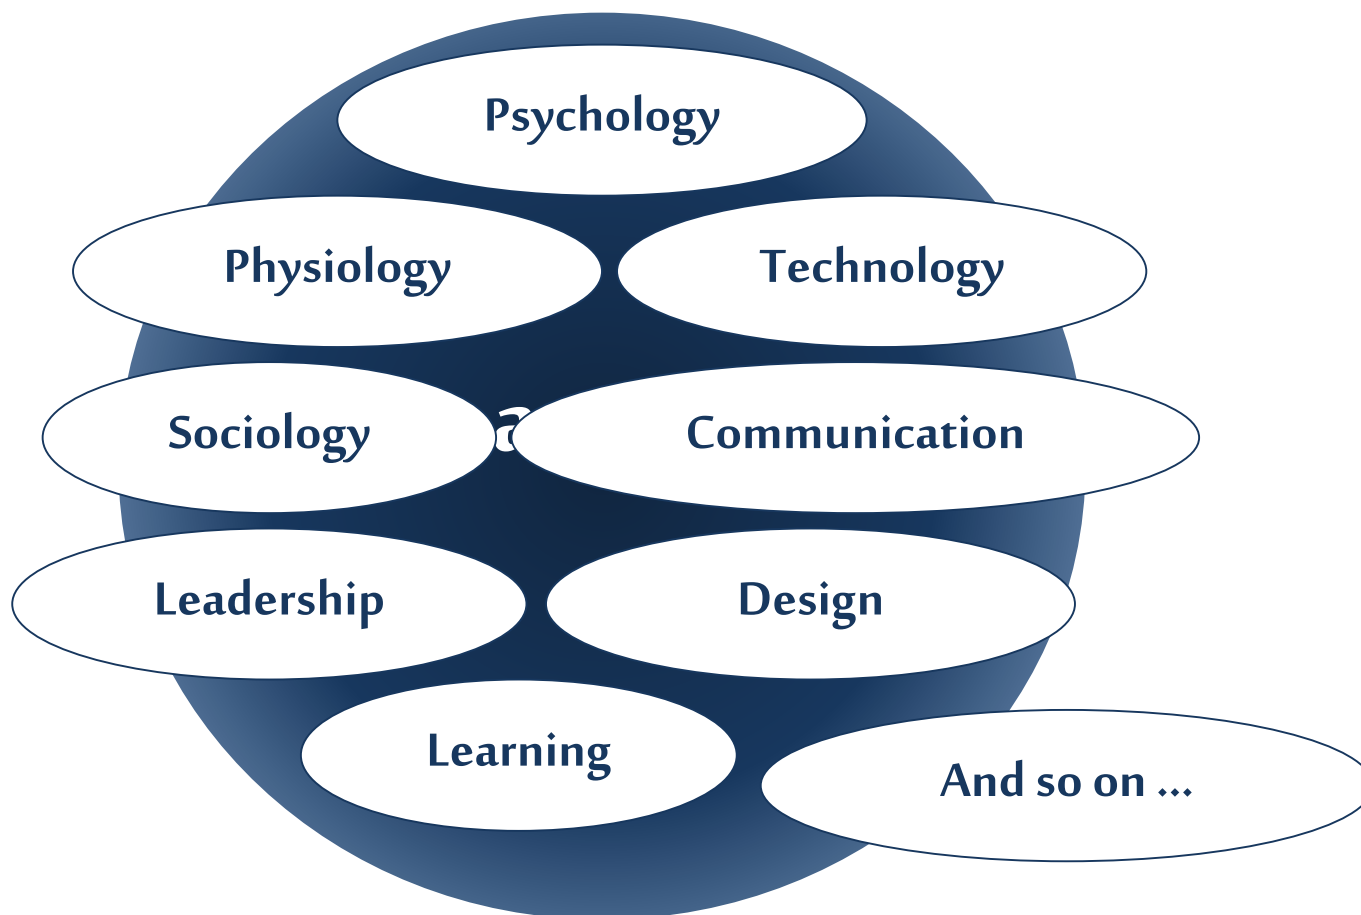 Psychology
Physiology
Technology
Sociology
Communication
Leadership
Design
Learning
And so on ...